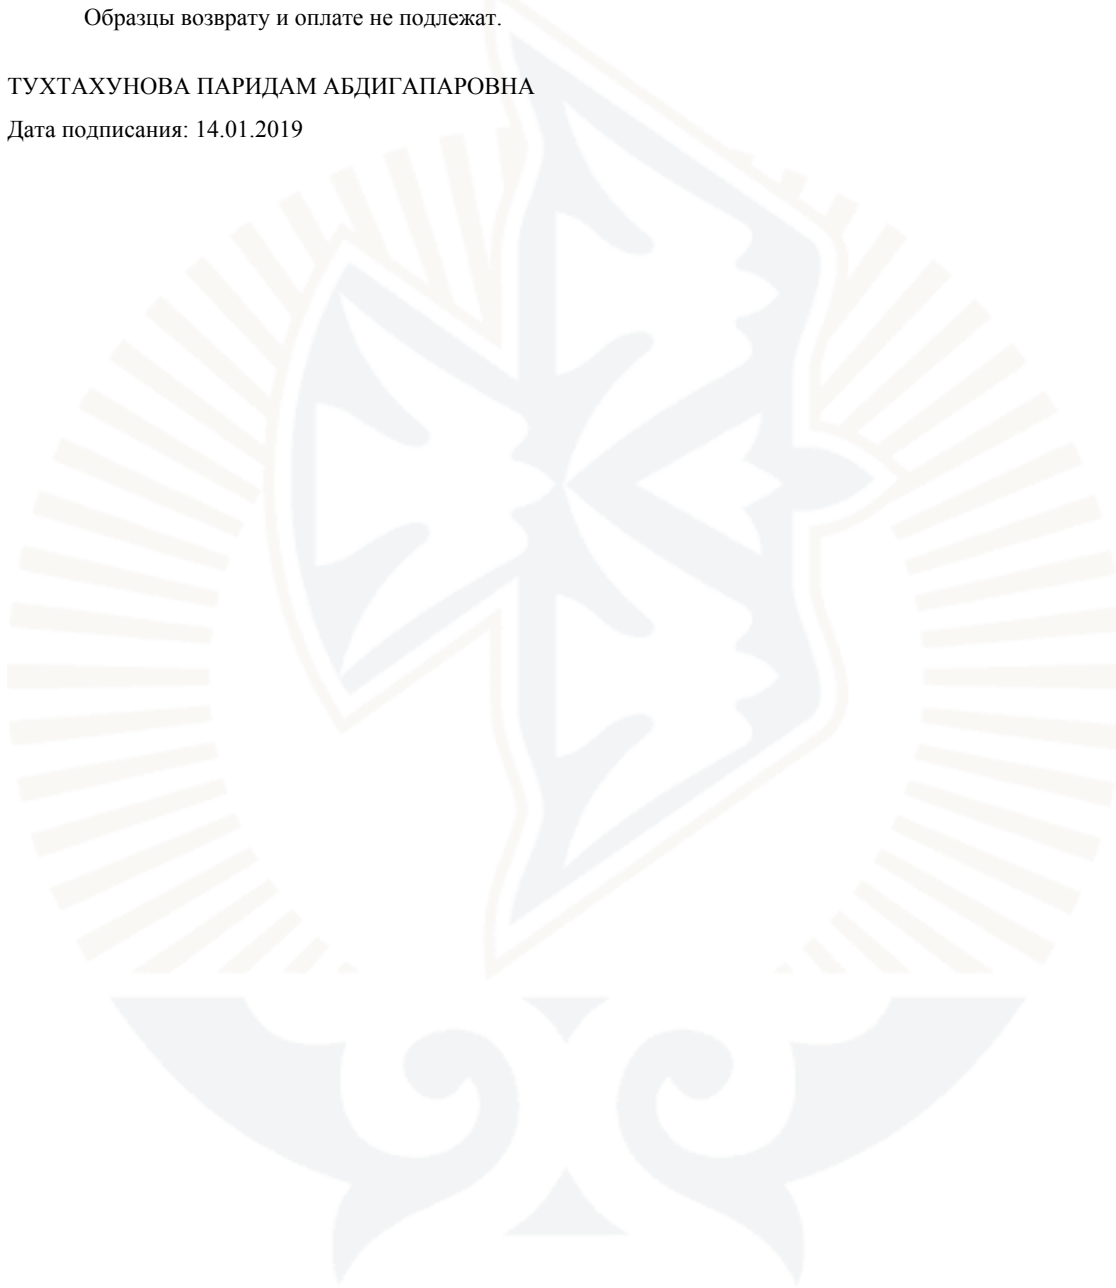 Образцы возврату и оплате не подлежат.
ТУХТАХУНОВА ПАРИДАМ АБДИГАПАРОВНА
Дата подписания: 14.01.2019